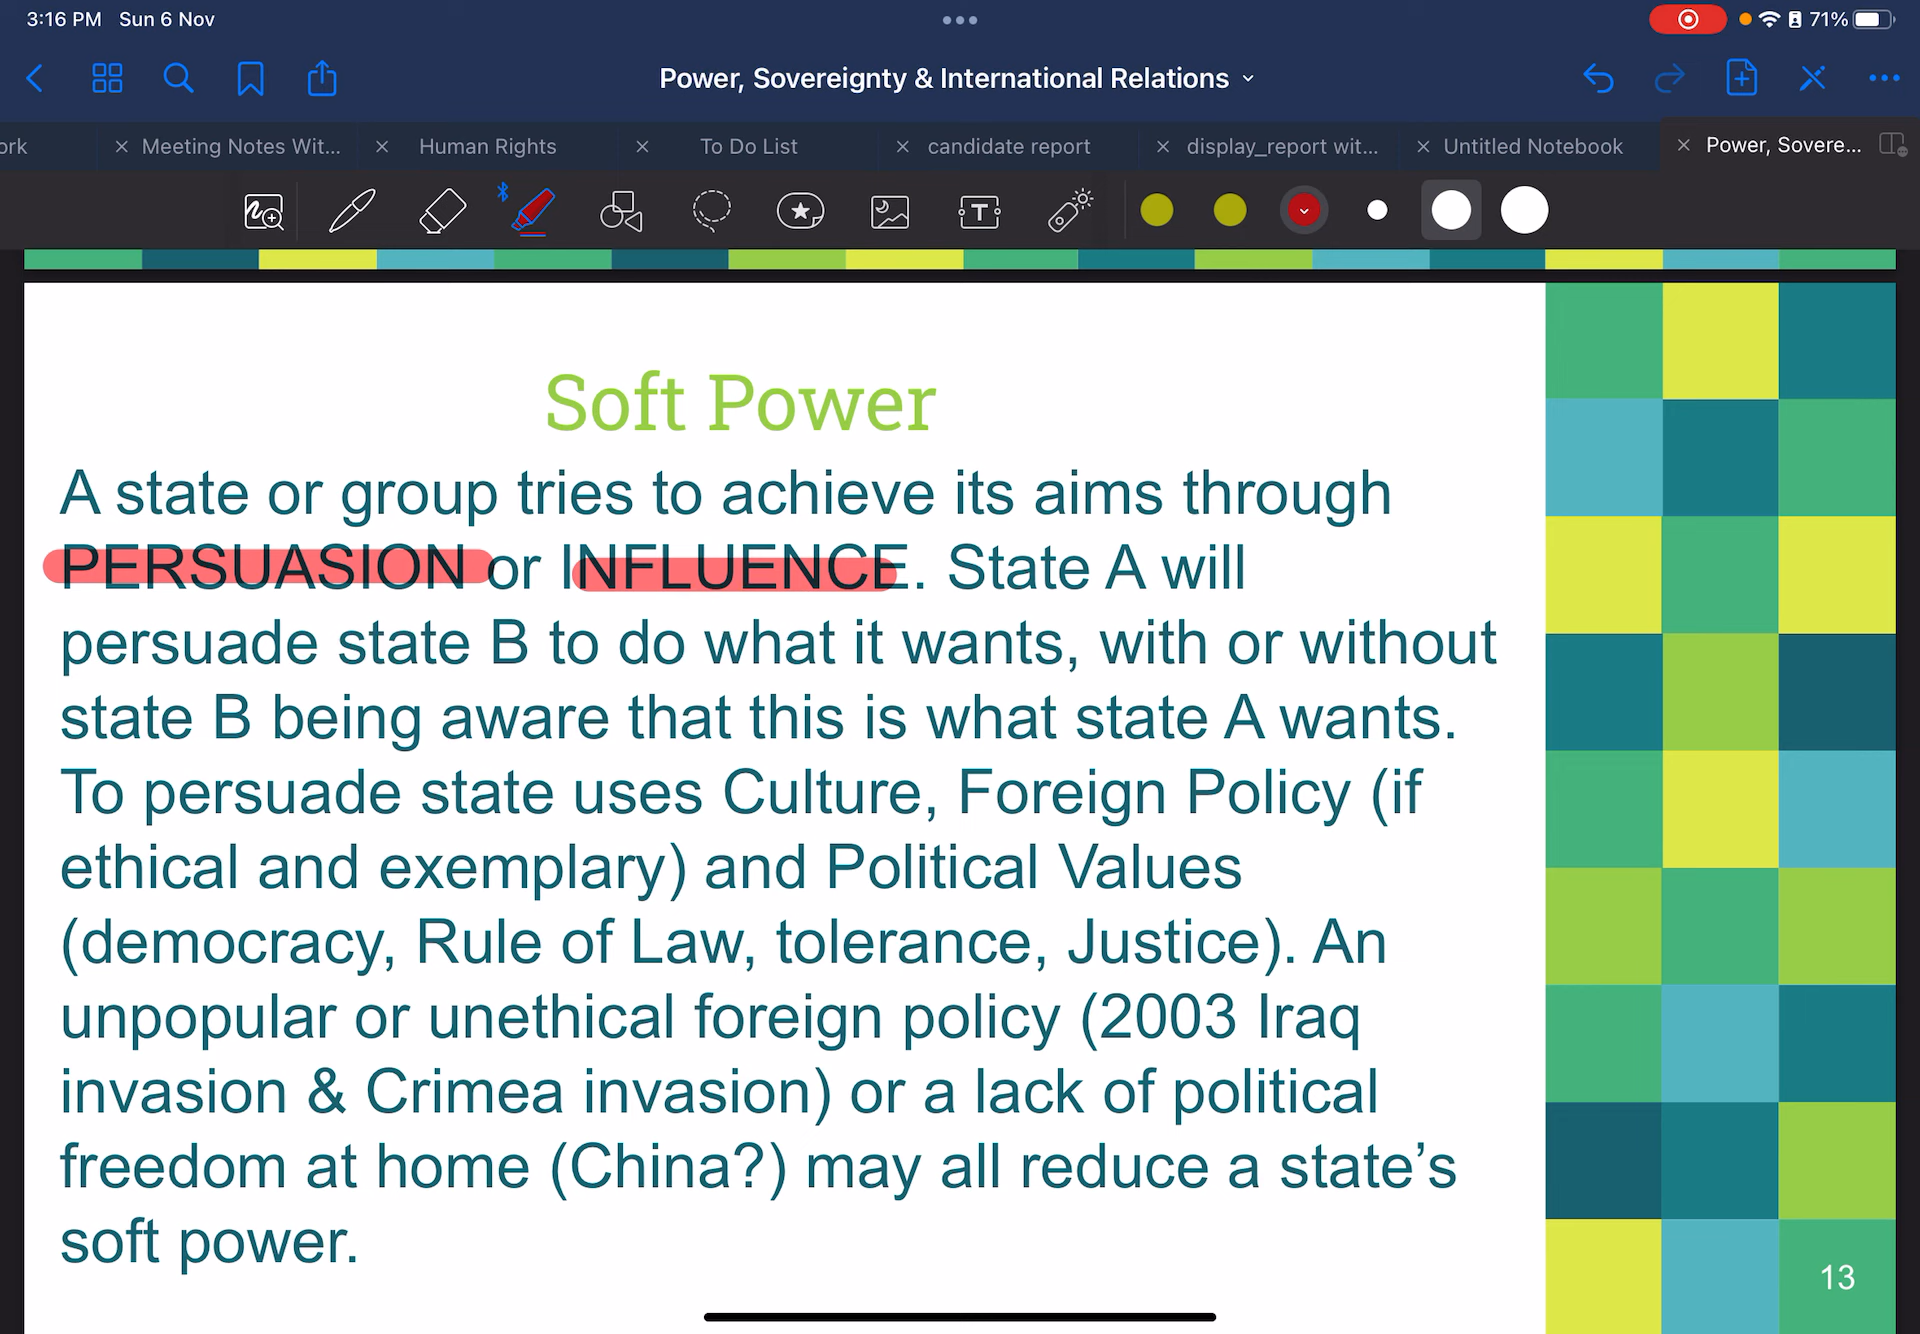 3:16 PM Sun 6 Nov
71%
Power, Sovereignty & International Relations
ork
Meeting Notes Wit...
Human Rights
To Do List
candidate report
display_report wit...
Untitled Notebook
Power, Sovere...
T
Soft Power
A state or group tries to achieve its aims through
PERSUASION or INFLUENCE. State A will
persuade state B to do what it wants, with or without
state B being aware that this is what state A wants.
To persuade state uses Culture, Foreign Policy (if
ethical and exemplary) and Political Values
(democracy, Rule of Law, tolerance, Justice). An
unpopular or unethical foreign policy (2003 Iraq
invasion & Crimea invasion) or a lack of political
freedom at home (China?) may all reduce a state’s
soft power.
13